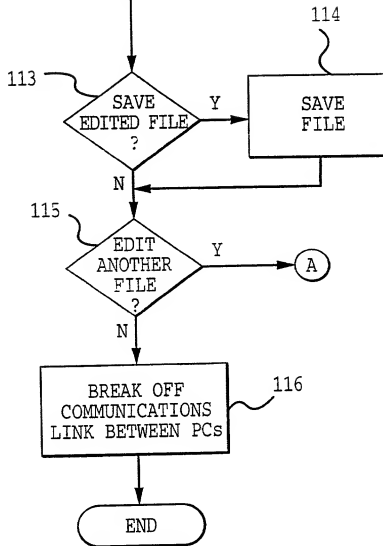 114
113
SAVE
EDITED FILE
?
Y
SAVE
FILE
N
115
EDIT
ANOTHER
FILE
?
Y
A
N
BREAK OFF
COMMUNICATIONS
LINK BETWEEN PCs
116
END